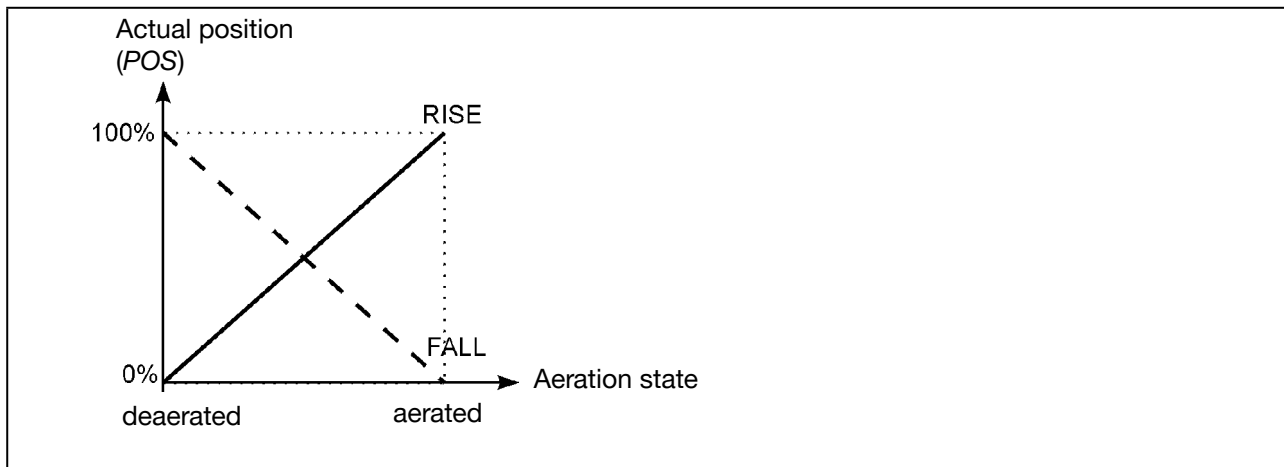 Actual position
(POS)
RISE
100%
FALL
0%
Aeration state
deaerated
aerated